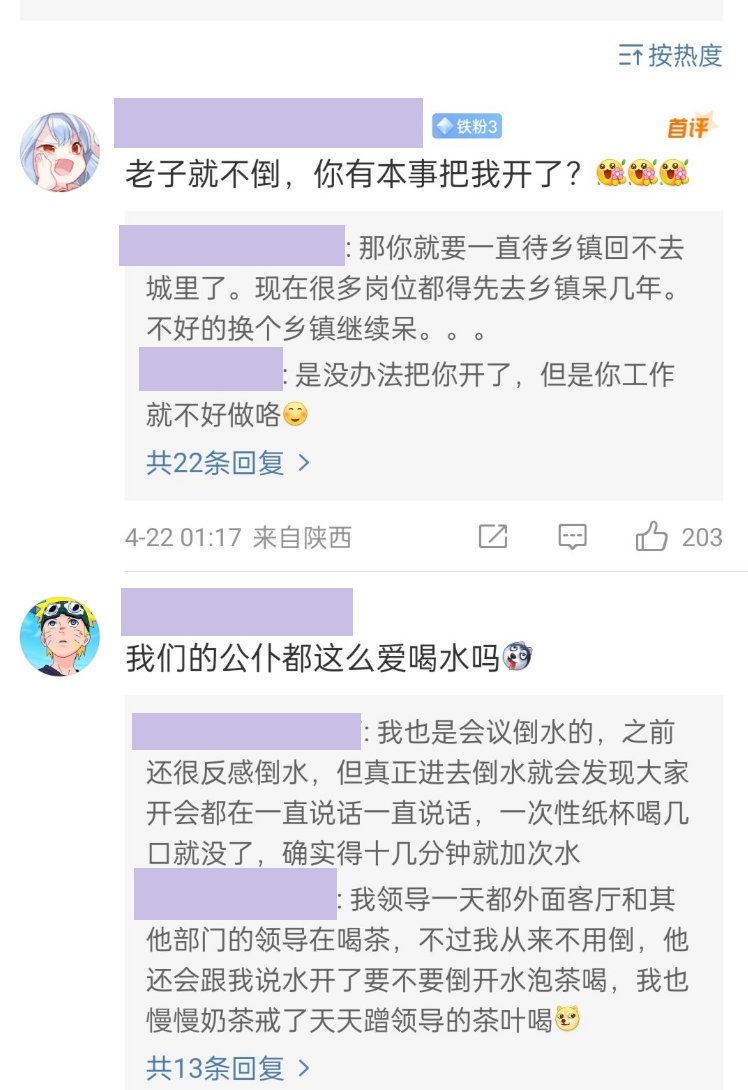 按热度
铁粉3
首评
老子就不倒，你有本事把我开了？
: 那你就要一直待乡镇回不去
城里了。现在很多岗位都得先去乡镇呆几年。
不好的换个乡镇继续呆。。。
: 是没办法把你开了，但是你工作
就不好做咯
共22条回复 >
4-22 01:17 来自陕西
203
我们的公仆都这么爱喝水吗
: 我也是会议倒水的，之前
还很反感倒水，但真正进去倒水就会发现大家
开会都在一直说话一直说话，一次性纸杯喝几
口就没了，确实得十几分钟就加次水
: 我领导一天都外面客厅和其
他部门的领导在喝茶，不过我从来不用倒，他
还会跟我说水开了要不要倒开水泡茶喝，我也
慢慢奶茶戒了天天蹭领导的茶叶喝
共13条回复 >